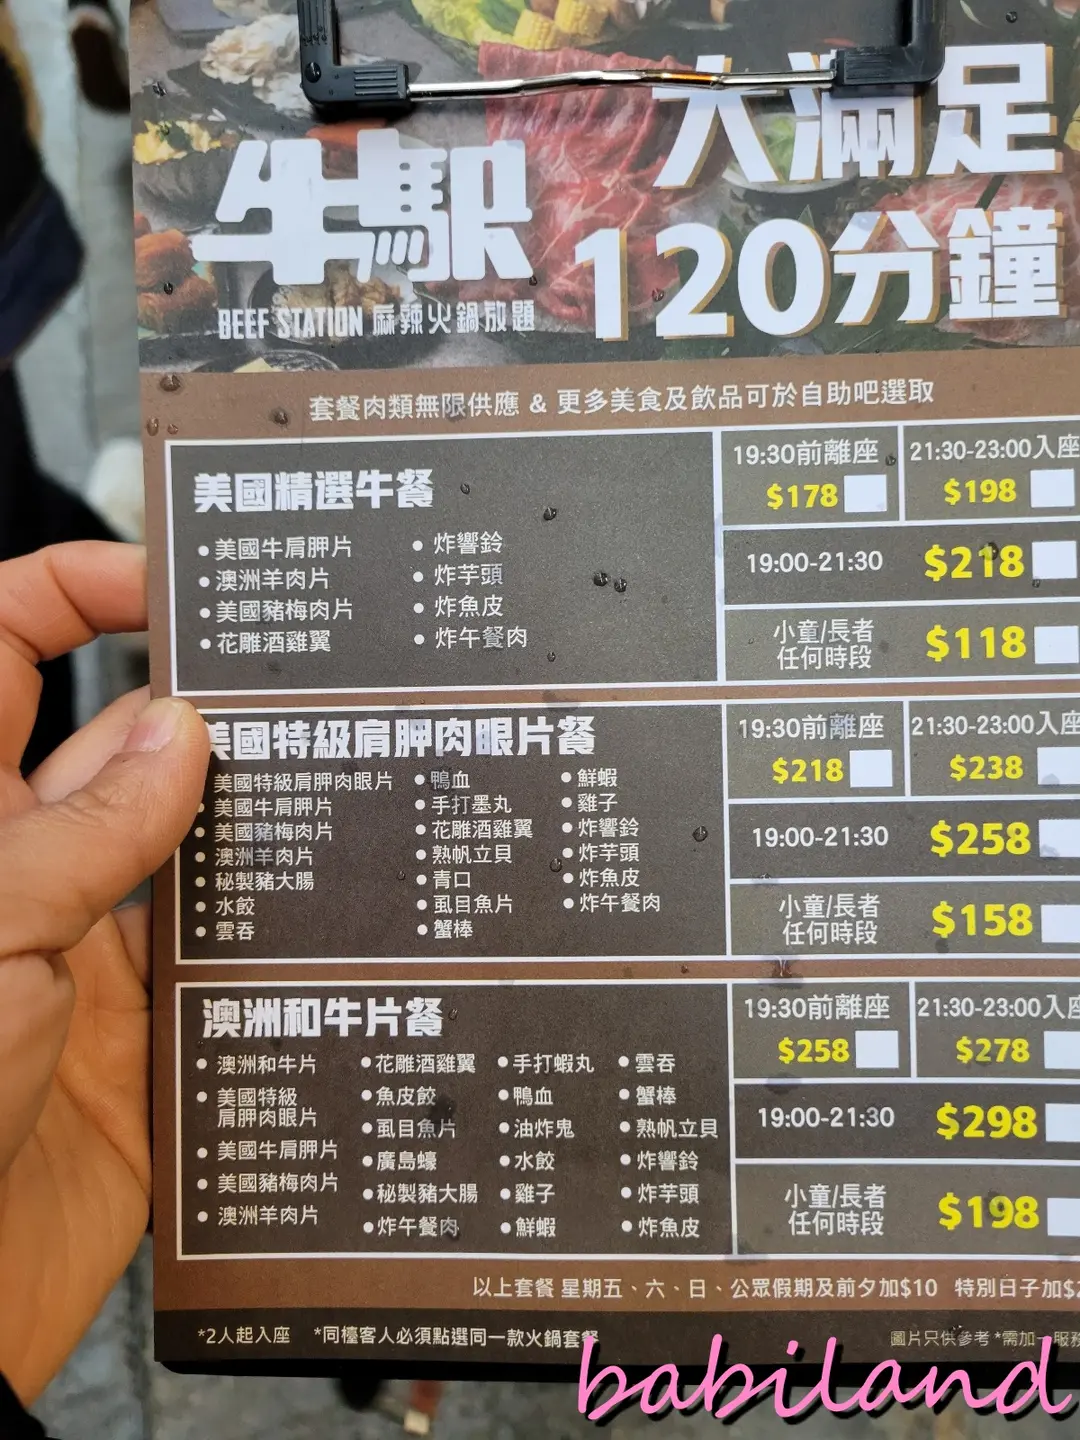 大滿足
牛駅
120分鐘
BEEF STATION 麻辣火鍋放題
套餐肉類無限供應 & 更多美食及飲品可於自助吧選取
美國精選牛餐
•美國牛肩胛片
•澳洲羊肉片
•美國豬梅肉片
•花雕酒雞翼
• 炸響鈴
• 炸芋頭
• 炸魚皮
• 炸午餐肉
19:30前離座
$178
21:30-23:00入座
$198
19:00-21:30 $218
小童/長者
任何時段
$118
美國特級肩胛肉眼片餐
美國特級肩胛肉眼片
• 美國牛肩胛片
• 美國豬梅肉片
• 澳洲羊肉片
• 秘製豬大腸
• 水餃
• 雲吞
• 鴨血
• 手打墨丸
• 花雕酒雞翼
• 熟帆立貝
• 青口
• 虱目魚片
• 蟹棒
• 鮮蝦
• 雞子
• 炸響鈴
• 炸芋頭
• 炸魚皮
• 炸午餐肉
19:30前離座
$218
21:30-23:00入座
$238
19:00-21:30 $258
小童/長者
任何時段
$158
澳洲和牛片餐
• 澳洲和牛片
• 美國特級
肩胛肉眼片
• 美國牛肩胛片
• 美國豬梅肉片
• 澳洲羊肉片
•花雕酒雞翼
•魚皮餃
•虱目魚片
•廣島蠔
•秘製豬大腸
•炸午餐肉
•手打蝦丸
•鴨血
•油炸鬼
•水餃
•雞子
•鮮蝦
• 雲吞
• 蟹棒
• 熟帆立貝
• 炸響鈴
• 炸芋頭
• 炸魚皮
19:30前離座
$258
21:30-23:00入座
$278
19:00-21:30 $298
小童/長者
任何時段
$198
以上套餐 星期五、六、日、公眾假期及前夕加$10 特別日子加$2
*2人起入座 *同檯客人必須點選同一款火鍋套餐
圖片只供參考 *需加一服務
babiland